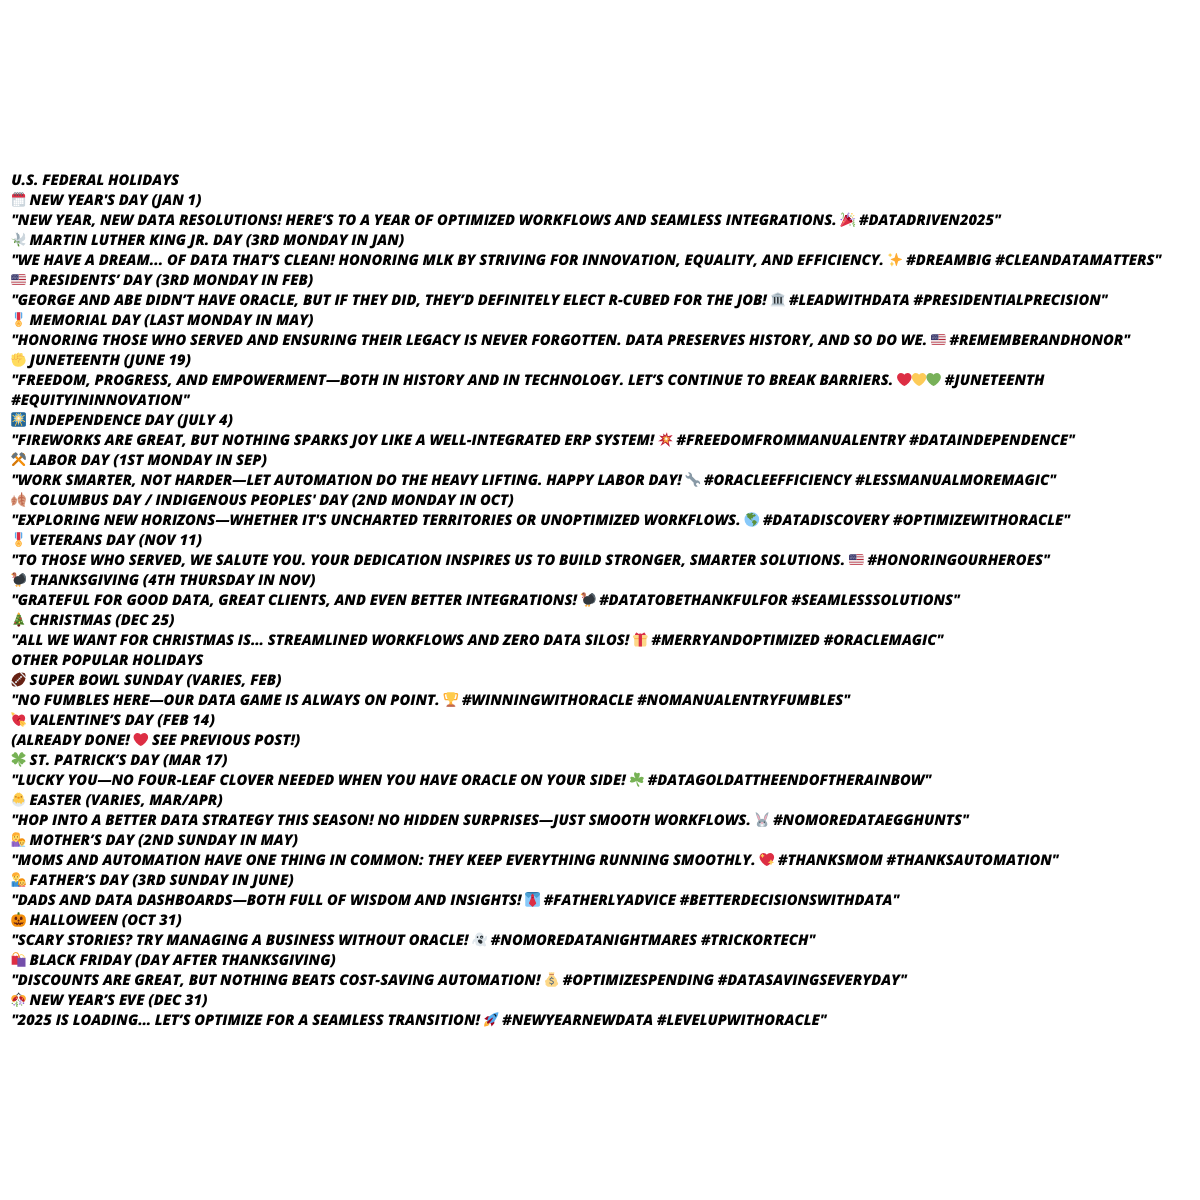 U.S. FEDERAL HOLIDAYS
🗓️ NEW YEAR'S DAY (JAN 1)
"NEW YEAR, NEW DATA RESOLUTIONS! HERE'S TO A YEAR OF OPTIMIZED WORKFLOWS AND SEAMLESS INTEGRATIONS. 🎉 #DATADRIVEN2025"
🕊️ MARTIN LUTHER KING JR. DAY (3RD MONDAY IN JAN)
"WE HAVE A DREAM... OF DATA THAT'S CLEAN! HONORING MLK BY STRIVING FOR INNOVATION, EQUALITY, AND EFFICIENCY. ✨ #DREAMBIG #CLEANDATAMATTERS"
🇺🇸 PRESIDENTS' DAY (3RD MONDAY IN FEB)
"GEORGE AND ABE DIDN'T HAVE ORACLE, BUT IF THEY DID, THEY'D DEFINITELY ELECT R-CUBED FOR THE JOB! 🏛️ #LEADWITHDATA #PRESIDENTIALPRECISION"
🎖️ MEMORIAL DAY (LAST MONDAY IN MAY)
"HONORING THOSE WHO SERVED AND ENSURING THEIR LEGACY IS NEVER FORGOTTEN. DATA PRESERVES HISTORY, AND SO DO WE. 🇺🇸 #REMEMBERANDHONOR"
✊ JUNETEENTH (JUNE 19)
"FREEDOM, PROGRESS, AND EMPOWERMENT—BOTH IN HISTORY AND IN TECHNOLOGY. LET'S CONTINUE TO BREAK BARRIERS. ❤️💛💚 #JUNETEENTH
#EQUITYININNOVATION"
🎆 INDEPENDENCE DAY (JULY 4)
"FIREWORKS ARE GREAT, BUT NOTHING SPARKS JOY LIKE A WELL-INTEGRATED ERP SYSTEM! 💥 #FREEDOMFROMMANUALENTRY #DATAINDEPENDENCE"
⚒️ LABOR DAY (1ST MONDAY IN SEP)
"WORK SMARTER, NOT HARDER—LET AUTOMATION DO THE HEAVY LIFTING. HAPPY LABOR DAY! 🔧 #ORACLEEFFICIENCY #LESSMANUALMOREMAGIC"
🍂 COLUMBUS DAY / INDIGENOUS PEOPLES' DAY (2ND MONDAY IN OCT)
"EXPLORING NEW HORIZONS—WHETHER IT'S UNCHARTED TERRITORIES OR UNOPTIMIZED WORKFLOWS. 🌎 #DATADISCOVERY #OPTIMIZEWITHORACLE"
🎖️ VETERANS DAY (NOV 11)
"TO THOSE WHO SERVED, WE SALUTE YOU. YOUR DEDICATION INSPIRES US TO BUILD STRONGER, SMARTER SOLUTIONS. 🇺🇸 #HONORINGOURHEROES"
🦃 THANKSGIVING (4TH THURSDAY IN NOV)
"GRATEFUL FOR GOOD DATA, GREAT CLIENTS, AND EVEN BETTER INTEGRATIONS! 🦃 #DATATOBETHANKFULFOR #SEAMLESSSOLUTIONS"
🎄 CHRISTMAS (DEC 25)
"ALL WE WANT FOR CHRISTMAS IS... STREAMLINED WORKFLOWS AND ZERO DATA SILOS! 🎁 #MERRYANDOPTIMIZED #ORACLEMAGIC"
OTHER POPULAR HOLIDAYS
🏈 SUPER BOWL SUNDAY (VARIES, FEB)
"NO FUMBLES HERE—OUR DATA GAME IS ALWAYS ON POINT. 🏆 #WINNINGWITHORACLE #NOMANUALENTRYFUMBLES"
💘 VALENTINE'S DAY (FEB 14)
(ALREADY DONE! ❤️ SEE PREVIOUS POST!)
🍀 ST. PATRICK'S DAY (MAR 17)
"LUCKY YOU—NO FOUR-LEAF CLOVER NEEDED WHEN YOU HAVE ORACLE ON YOUR SIDE! ☘️ #DATAGOLDATTHEENDOFTHERAINBOW"
🐣 EASTER (VARIES, MAR/APR)
"HOP INTO A BETTER DATA STRATEGY THIS SEASON! NO HIDDEN SURPRISES—JUST SMOOTH WORKFLOWS. 🐰 #NOMOREDATAEGGHUNTS"
👩‍👦 MOTHER'S DAY (2ND SUNDAY IN MAY)
"MOMS AND AUTOMATION HAVE ONE THING IN COMMON: THEY KEEP EVERYTHING RUNNING SMOOTHLY. 💖 #THANKSMOM #THANKSAUTOMATION"
👨‍👧 FATHER'S DAY (3RD SUNDAY IN JUNE)
"DADS AND DATA DASHBOARDS—BOTH FULL OF WISDOM AND INSIGHTS! 👔 #FATHERLYADVICE #BETTERDECISIONSWITHDATA"
🎃 HALLOWEEN (OCT 31)
"SCARY STORIES? TRY MANAGING A BUSINESS WITHOUT ORACLE! 👻 #NOMOREDATANIGHTMARES #TRICKORTECH"
🛍️ BLACK FRIDAY (DAY AFTER THANKSGIVING)
"DISCOUNTS ARE GREAT, BUT NOTHING BEATS COST-SAVING AUTOMATION! 💰 #OPTIMIZESPENDING #DATASAVINGSEVERYDAY"
🎊 NEW YEAR'S EVE (DEC 31)
"2025 IS LOADING... LET'S OPTIMIZE FOR A SEAMLESS TRANSITION! 🚀 #NEWYEARNEWDATA #LEVELUPWITHORACLE"